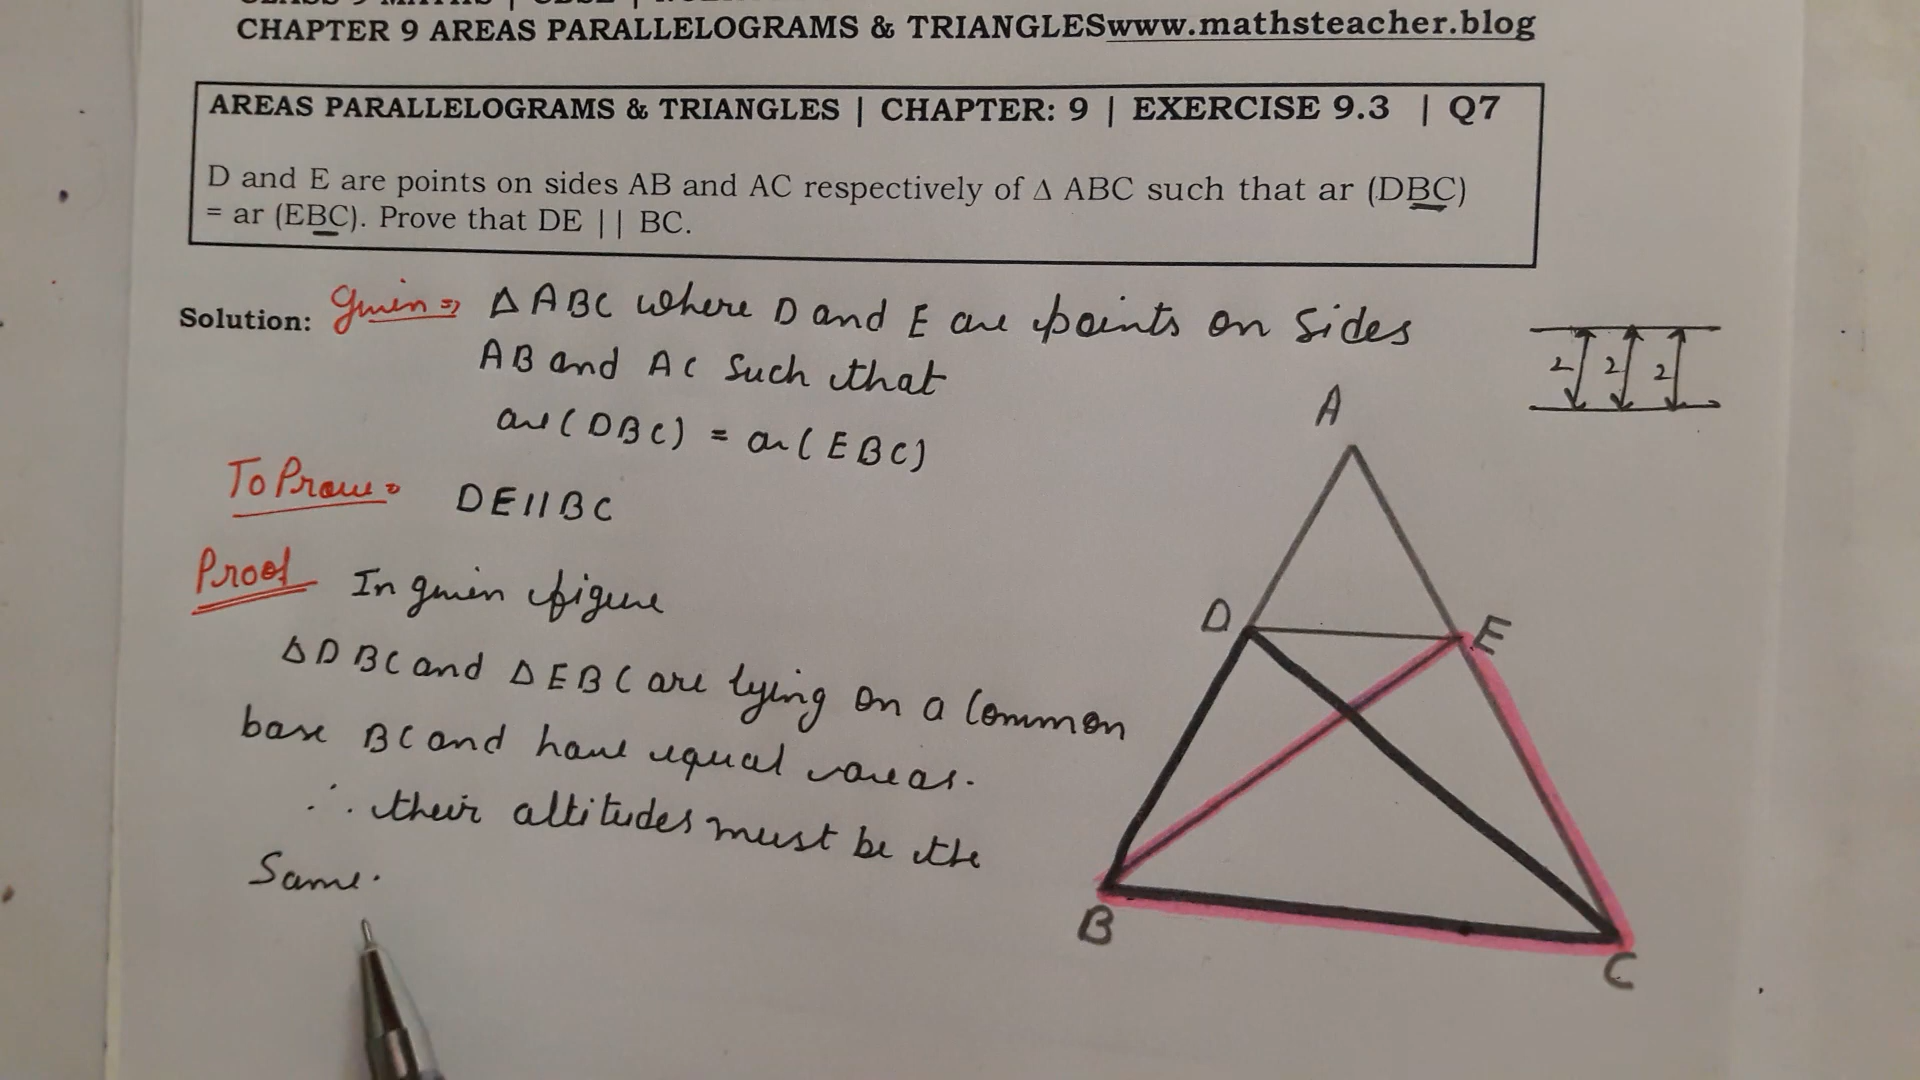 CHAPTER 9 AREAS PARALLELOGRAMS & TRIANGLESwww.mathsteacher.blog
AREAS PARALLELOGRAMS & TRIANGLES | CHAPTER: 9 | EXERCISE 9.3 | Q7
D and E are points on sides AB and AC respectively of Δ ABC such that ar (DBC)
= ar (EBC). Prove that DE || BC.
Solution: Given ⇒ Δ ABC where D and E are points on Sides
AB and AC Such that
ar(DBC) = ar(EBC)
To Prove ⇒ DE || BC
Proof In given figure
Δ DBC and Δ EBC are lying on a Common
base BC and have equal areas.
∴ their altitudes must be the
Same.
2 2 2
A
D E
B
C